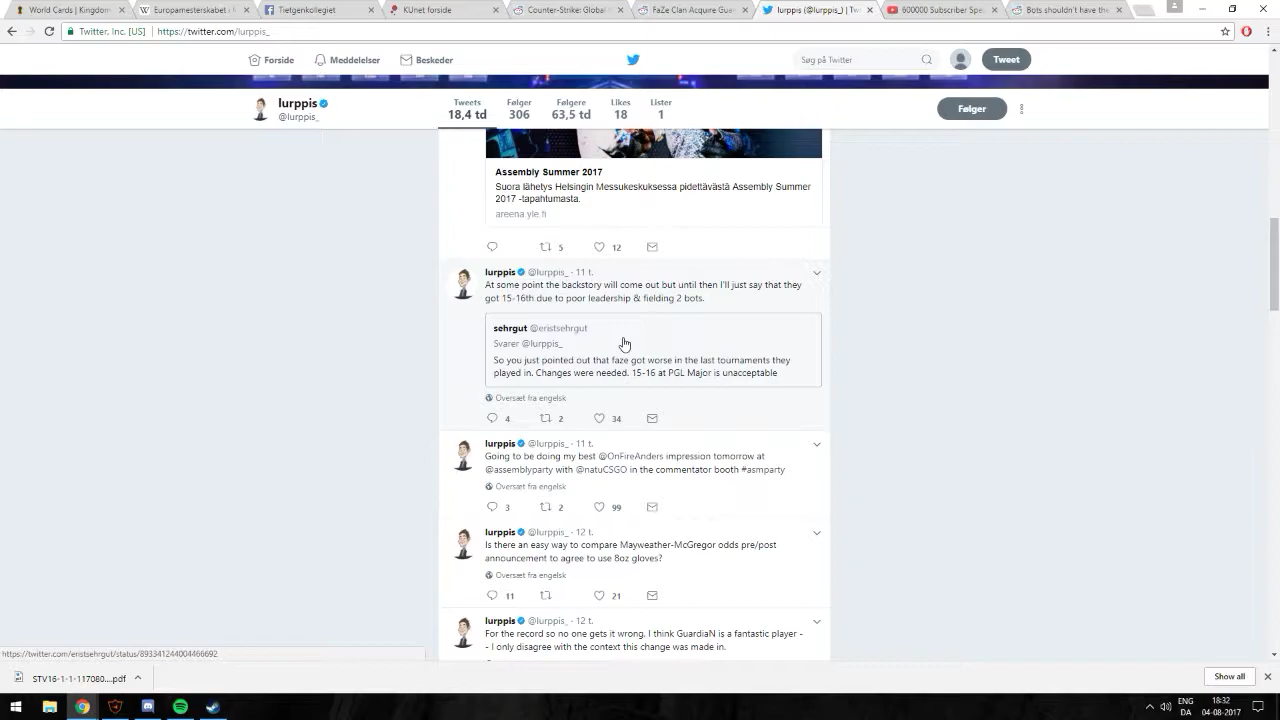 World Cards | Kingdom
Europamesterskabet i
Tietgenkollegiet
KUnet forside
Counter-Strike: Global
FaZe Clan Acquire Guar
lurppis (@lurppis_) | Twi
600000 Subscriber Spe
Bots shouldn't have the
Twitter, Inc. [US] https://twitter.com/lurppis_
Forside Meddelelser Beskeder Søg på Twitter Tweet
lurppis
@lurppis_
Tweets Følger Følgere Likes Lister
18,4 td 306 63,5 td 18 1
Følger
Assembly Summer 2017
Suora lähetys Helsingin Messukeskuksessa pidettävästä Assembly Summer
2017 -tapahtumasta.
areena.yle.fi
5 12
lurppis @lurppis_ · 11 t.
At some point the backstory will come out but until then I'll just say that they
got 15-16th due to poor leadership & fielding 2 bots.
sehrgut @eristsehrgut
Svarer @lurppis_
So you just pointed out that faze got worse in the last tournaments they
played in. Changes were needed. 15-16 at PGL Major is unacceptable
Oversæt fra engelsk
4 2 34
lurppis @lurppis_ · 11 t.
Going to be doing my best @OnFireAnders impression tomorrow at
@assemblyparty with @natuCSGO in the commentator booth #asmparty
Oversæt fra engelsk
3 2 99
lurppis @lurppis_ · 12 t.
Is there an easy way to compare Mayweather-McGregor odds pre/post
announcement to agree to use 8oz gloves?
Oversæt fra engelsk
11 21
lurppis @lurppis_ · 12 t.
For the record so no one gets it wrong, I think GuardiaN is a fantastic player -
- I only disagree with the context this change was made in.
https://twitter.com/eristsehrgut/status/893341244004466692
STV16-1-1-117080....pdf
Show all
ENG
DA
18:32
04-08-2017